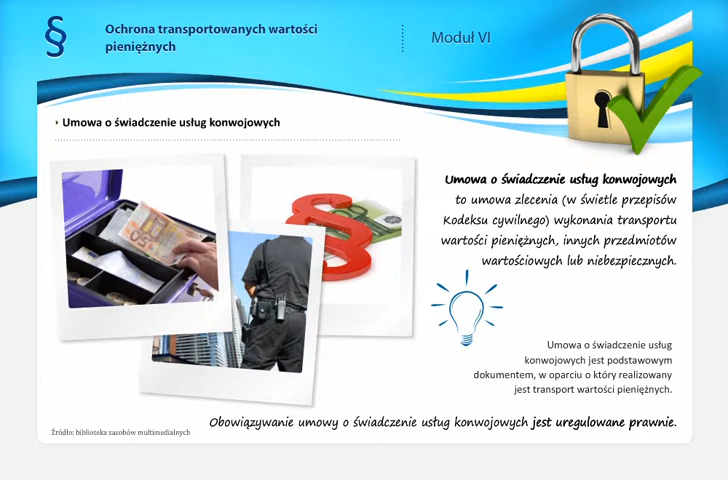 §
Ochrona transportowanych wartości
pieniężnych
Moduł VI
Umowa o świadczenie usług konwojowych
Umowa o świadczenie usług konwojowych
to umowa zlecenia (w świetle przepisów
Kodeksu cywilnego) wykonania transportu
wartości pieniężnych, innych przedmiotów
wartościowych lub niebezpiecznych.
Umowa o świadczenie usług
konwojowych jest podstawowym
dokumentem, w oparciu o który realizowany
jest transport wartości pieniężnych.
Obowiązywanie umowy o świadczenie usług konwojowych jest uregulowane prawnie.
Źródło: biblioteka zasobów multimedialnych